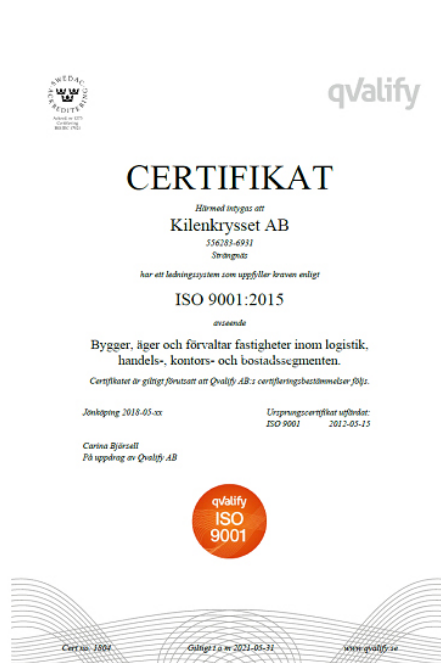 SWEDAC
ACKREDITERING
qvalify
CERTIFIKAT
Härmed intygas att
Kilenkrysset AB
556283-6931
Strängnäs
har ett ledningssystem som uppfyller kraven enligt
ISO 9001:2015
avseende
Bygger, äger och förvaltar fastigheter inom logistik,
handels-, kontors- och bostadssegmenten.
Certifikatet är giltigt förutsatt att Qvalify AB:s certifieringsbestämmelser följs.
Jönköping 2018-05-xx
Ursprungscertifikat utfärdat:
ISO 9001 2012-05-15
Carina Björsell
På uppdrag av Qvalify AB
qvalify
ISO
9001
Cert no. 1804
Giltigt t o m 2021-05-31
www.qvalify.se